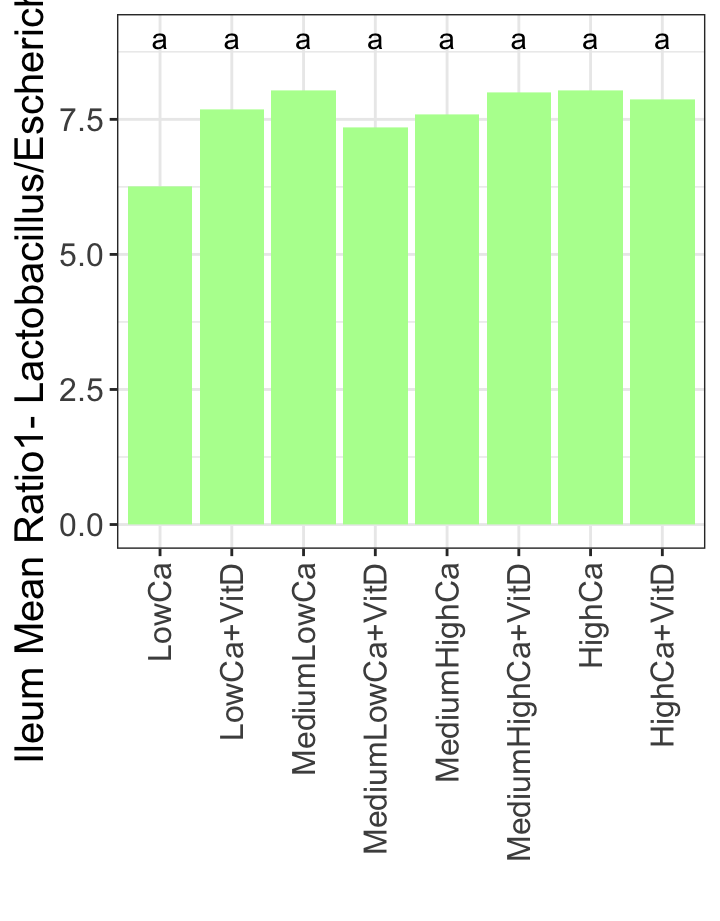 Ileum Mean Ratio1- Lactobacillus/Escherich
a a a a a a a a
7.5
5.0
2.5
0.0
LowCa
LowCa+VitD
MediumLowCa
MediumLowCa+VitD
MediumHighCa
MediumHighCa+VitD
HighCa
HighCa+VitD